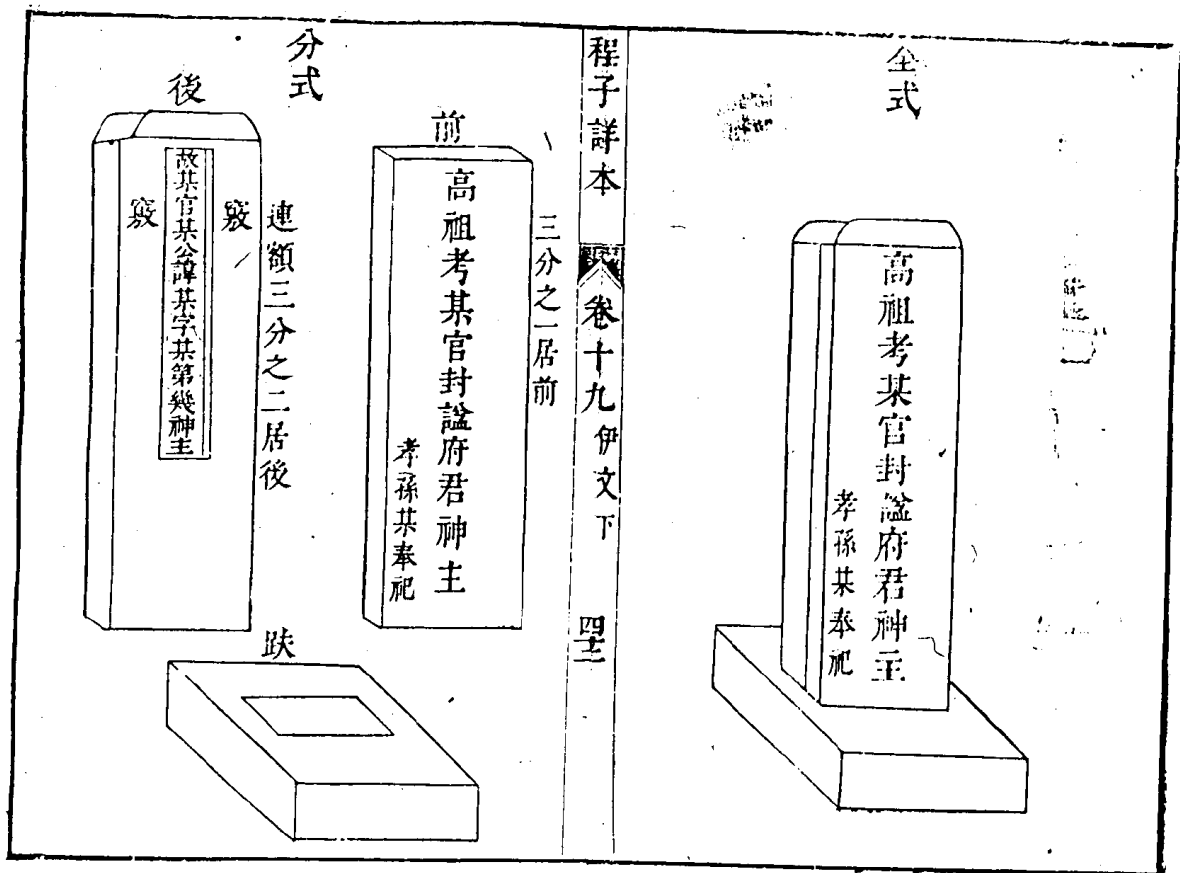 全式
高祖考某官封諡府君神主
孝孫某奉祀
程子詳本
卷十九
伊文下
四十二
分式
前
三分之一居前
高祖考某官封諡府君神主
孝孫某奉祀
後
連額三分之二居後
竅
故某官某公諱某字某第幾神主
竅
趺